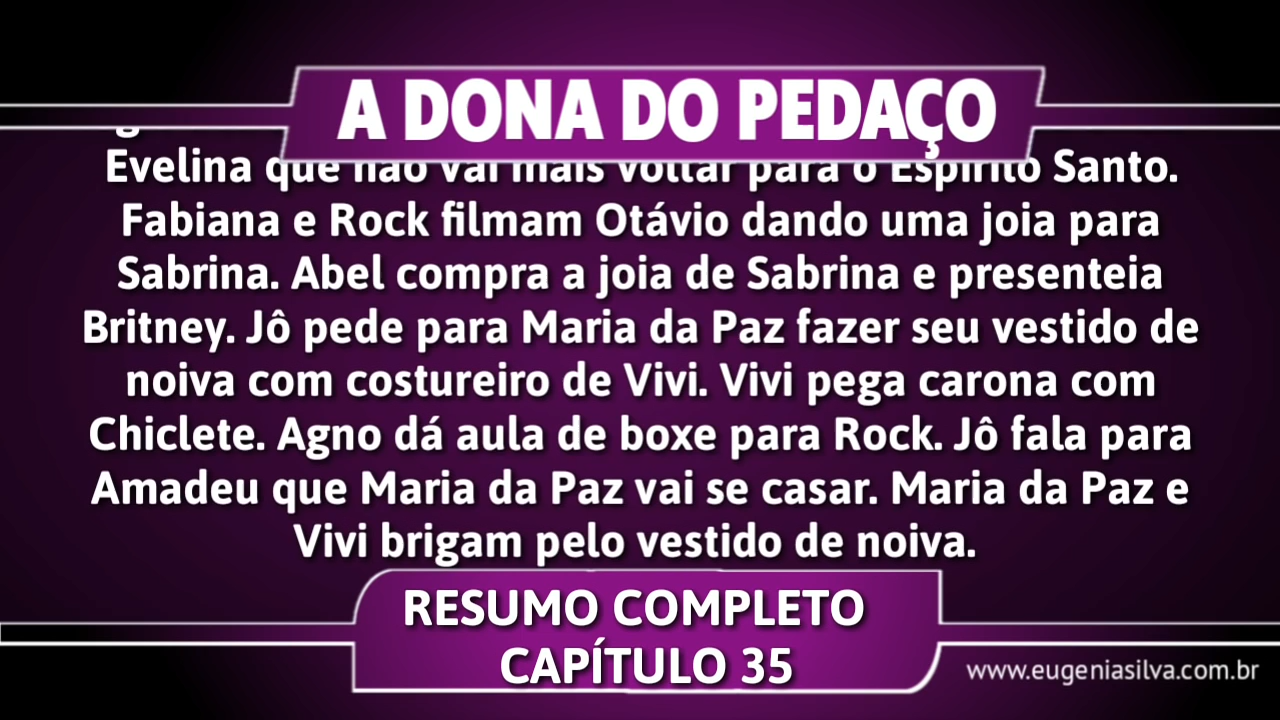 A DONA DO PEDAÇO
Evelina que não vai mais voltar para o Espírito Santo.
Fabiana e Rock filmam Otávio dando uma joia para
Sabrina. Abel compra a joia de Sabrina e presenteia
Britney. Jô pede para Maria da Paz fazer seu vestido de
noiva com costureiro de Vivi. Vivi pega carona com
Chiclete. Agno dá aula de boxe para Rock. Jô fala para
Amadeu que Maria da Paz vai se casar. Maria da Paz e
Vivi brigam pelo vestido de noiva.
RESUMO COMPLETO
CAPÍTULO 35
www.eugeniasilva.com.br